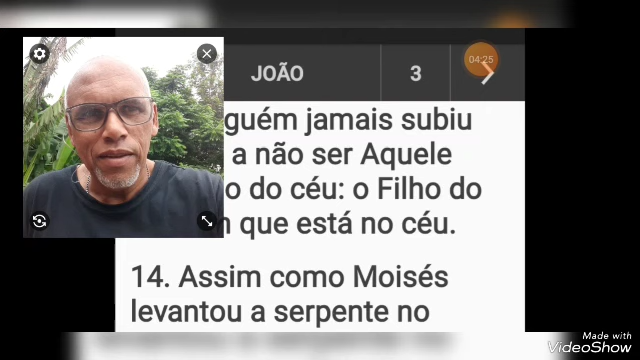 JOÃO 3
04:25
guém jamais subiu
a não ser Aquele
o do céu: o Filho do
que está no céu.
14. Assim como Moisés
levantou a serpente no
Made with
VideoShow